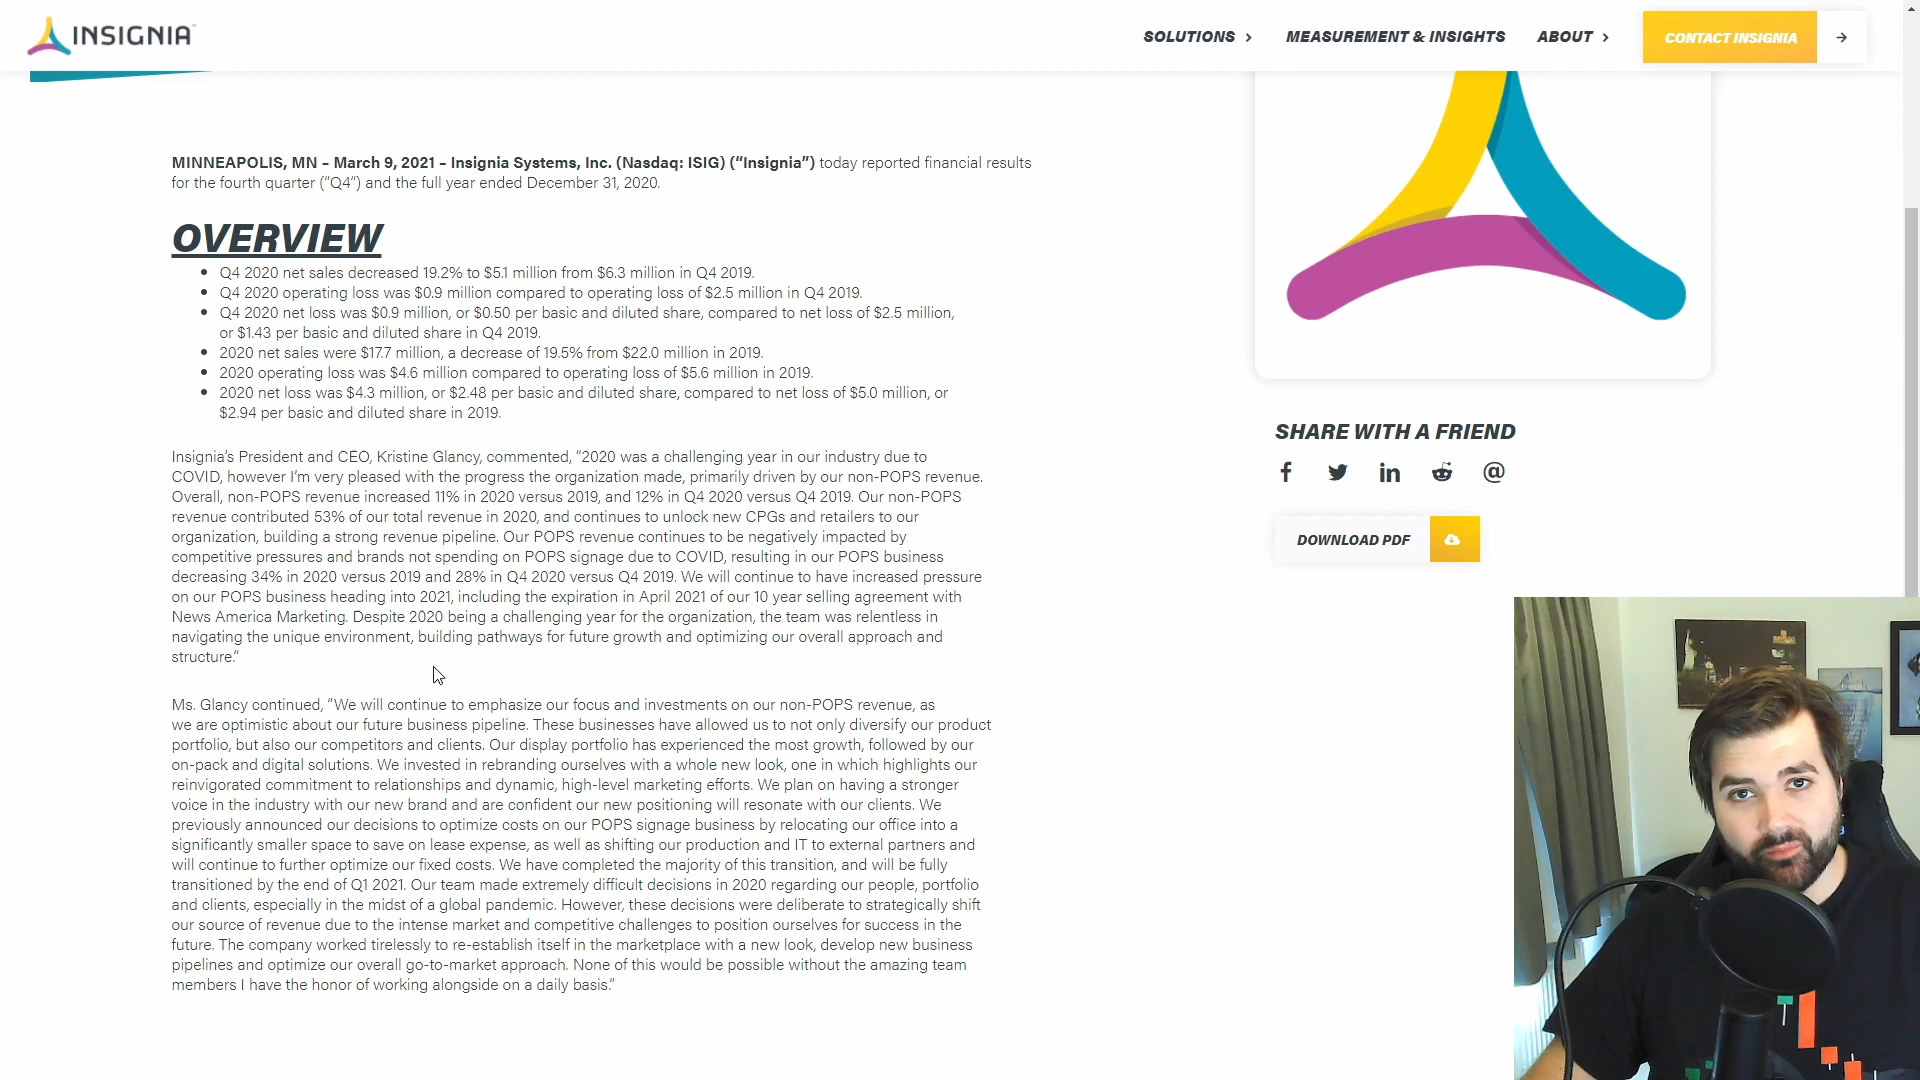 INSIGNIA™
SOLUTIONS
MEASUREMENT & INSIGHTS
ABOUT
CONTACT INSIGNIA
MINNEAPOLIS, MN – March 9, 2021 – Insignia Systems, Inc. (Nasdaq: ISIG) (“Insignia”) today reported financial results
for the fourth quarter (“Q4”) and the full year ended December 31, 2020.
OVERVIEW
• Q4 2020 net sales decreased 19.2% to $5.1 million from $6.3 million in Q4 2019.
• Q4 2020 operating loss was $0.9 million compared to operating loss of $2.5 million in Q4 2019.
• Q4 2020 net loss was $0.9 million, or $0.50 per basic and diluted share, compared to net loss of $2.5 million,
or $1.43 per basic and diluted share in Q4 2019.
• 2020 net sales were $17.7 million, a decrease of 19.5% from $22.0 million in 2019.
• 2020 operating loss was $4.6 million compared to operating loss of $5.6 million in 2019.
• 2020 net loss was $4.3 million, or $2.48 per basic and diluted share, compared to net loss of $5.0 million, or
$2.94 per basic and diluted share in 2019.
Insignia’s President and CEO, Kristine Glancy, commented, “2020 was a challenging year in our industry due to
COVID, however I’m very pleased with the progress the organization made, primarily driven by our non-POPS revenue.
Overall, non-POPS revenue increased 11% in 2020 versus 2019, and 12% in Q4 2020 versus Q4 2019. Our non-POPS
revenue contributed 53% of our total revenue in 2020, and continues to unlock new CPGs and retailers to our
organization, building a strong revenue pipeline. Our POPS revenue continues to be negatively impacted by
competitive pressures and brands not spending on POPS signage due to COVID, resulting in our POPS business
decreasing 34% in 2020 versus 2019 and 28% in Q4 2020 versus Q4 2019. We will continue to have increased pressure
on our POPS business heading into 2021, including the expiration in April 2021 of our 10 year selling agreement with
News America Marketing. Despite 2020 being a challenging year for the organization, the team was relentless in
navigating the unique environment, building pathways for future growth and optimizing our overall approach and
structure.”
Ms. Glancy continued, “We will continue to emphasize our focus and investments on our non-POPS revenue, as
we are optimistic about our future business pipeline. These businesses have allowed us to not only diversify our product
portfolio, but also our competitors and clients. Our display portfolio has experienced the most growth, followed by our
on-pack and digital solutions. We invested in rebranding ourselves with a whole new look, one in which highlights our
reinvigorated commitment to relationships and dynamic, high-level marketing efforts. We plan on having a stronger
voice in the industry with our new brand and are confident our new positioning will resonate with our clients. We
previously announced our decisions to optimize costs on our POPS signage business by relocating our office into a
significantly smaller space to save on lease expense, as well as shifting our production and IT to external partners and
will continue to further optimize our fixed costs. We have completed the majority of this transition, and will be fully
transitioned by the end of Q1 2021. Our team made extremely difficult decisions in 2020 regarding our people, portfolio
and clients, especially in the midst of a global pandemic. However, these decisions were deliberate to strategically shift
our source of revenue due to the intense market and competitive challenges to position ourselves for success in the
future. The company worked tirelessly to re-establish itself in the marketplace with a new look, develop new business
pipelines and optimize our overall go-to-market approach. None of this would be possible without the amazing team
members I have the honor of working alongside on a daily basis.”
SHARE WITH A FRIEND
DOWNLOAD PDF